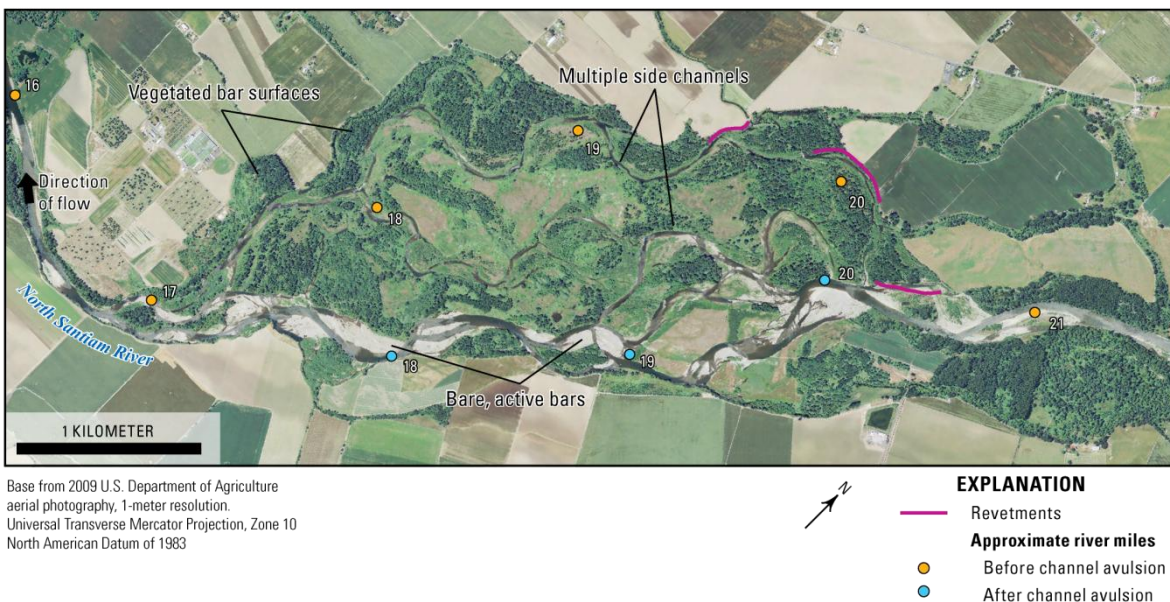 16
Vegetated bar surfaces
Multiple side channels
19
Direction
of flow
20
18
17
20
21
North Santiam River
18
19
Bare, active bars
1 KILOMETER
Base from 2009 U.S. Department of Agriculture
aerial photography, 1-meter resolution.
Universal Transverse Mercator Projection, Zone 10
North American Datum of 1983
N
EXPLANATION
Revetments
Approximate river miles
Before channel avulsion
After channel avulsion